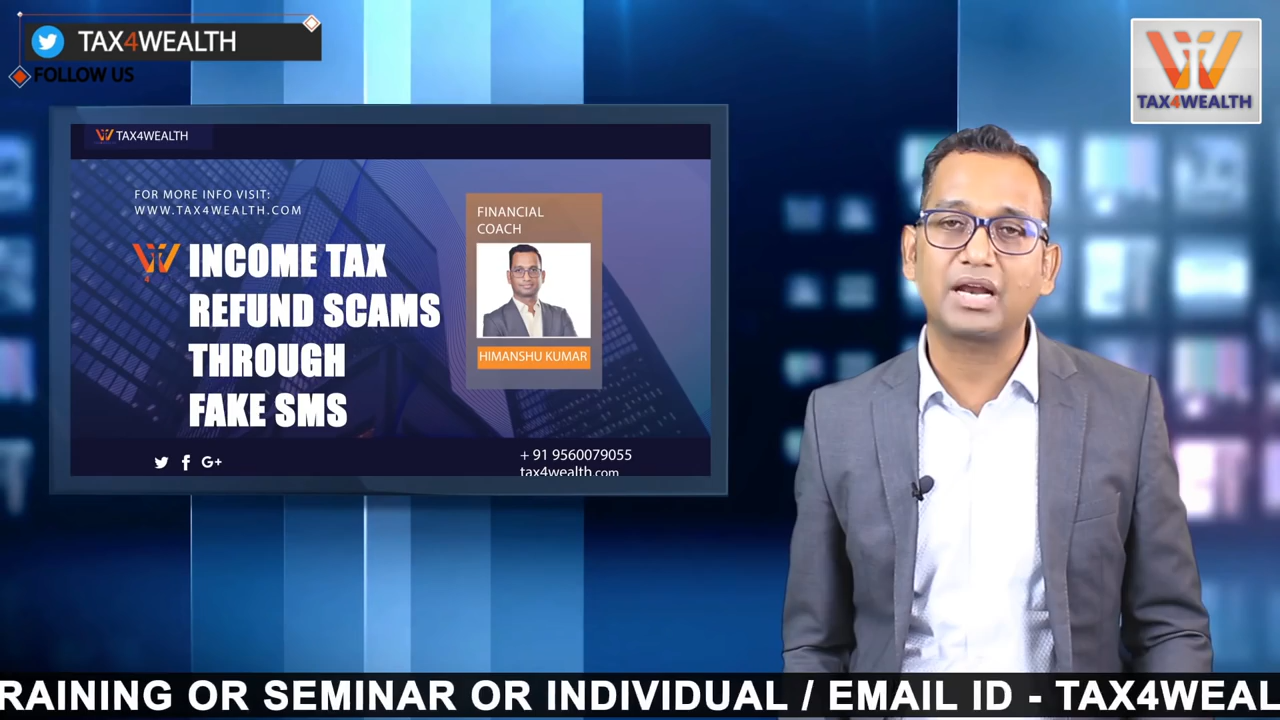 TAX4WEALTH
FOLLOW US
TAX4WEALTH
TAX4WEALTH
FOR MORE INFO VISIT:
WWW.TAX4WEALTH.COM
INCOME TAX
REFUND SCAMS
THROUGH
FAKE SMS
FINANCIAL
COACH
HIMANSHU KUMAR
+ 91 9560079055
tax4wealth.com
RAINING OR SEMINAR OR INDIVIDUAL / EMAIL ID - TAX4WEAL